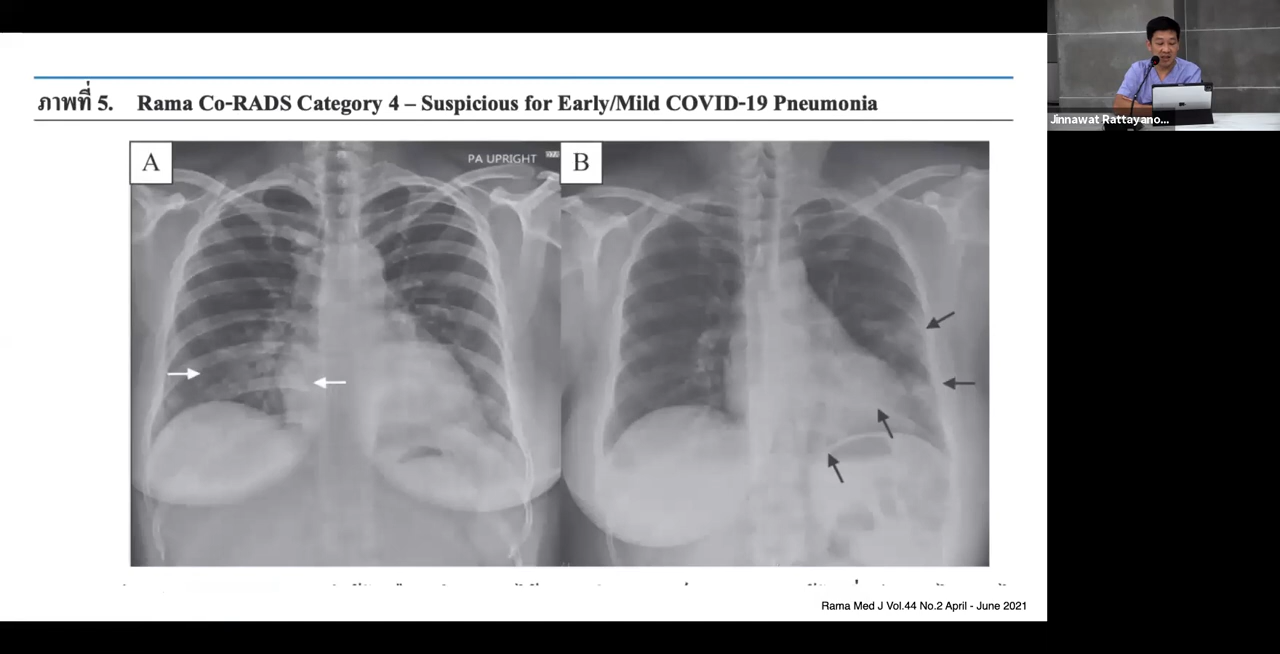 ภาพที่ 5. Rama Co-RADS Category 4 – Suspicious for Early/Mild COVID-19 Pneumonia
A
PA UPRIGHT
B
Rama Med J Vol.44 No.2 April - June 2021
Jinnawat Rattayano...